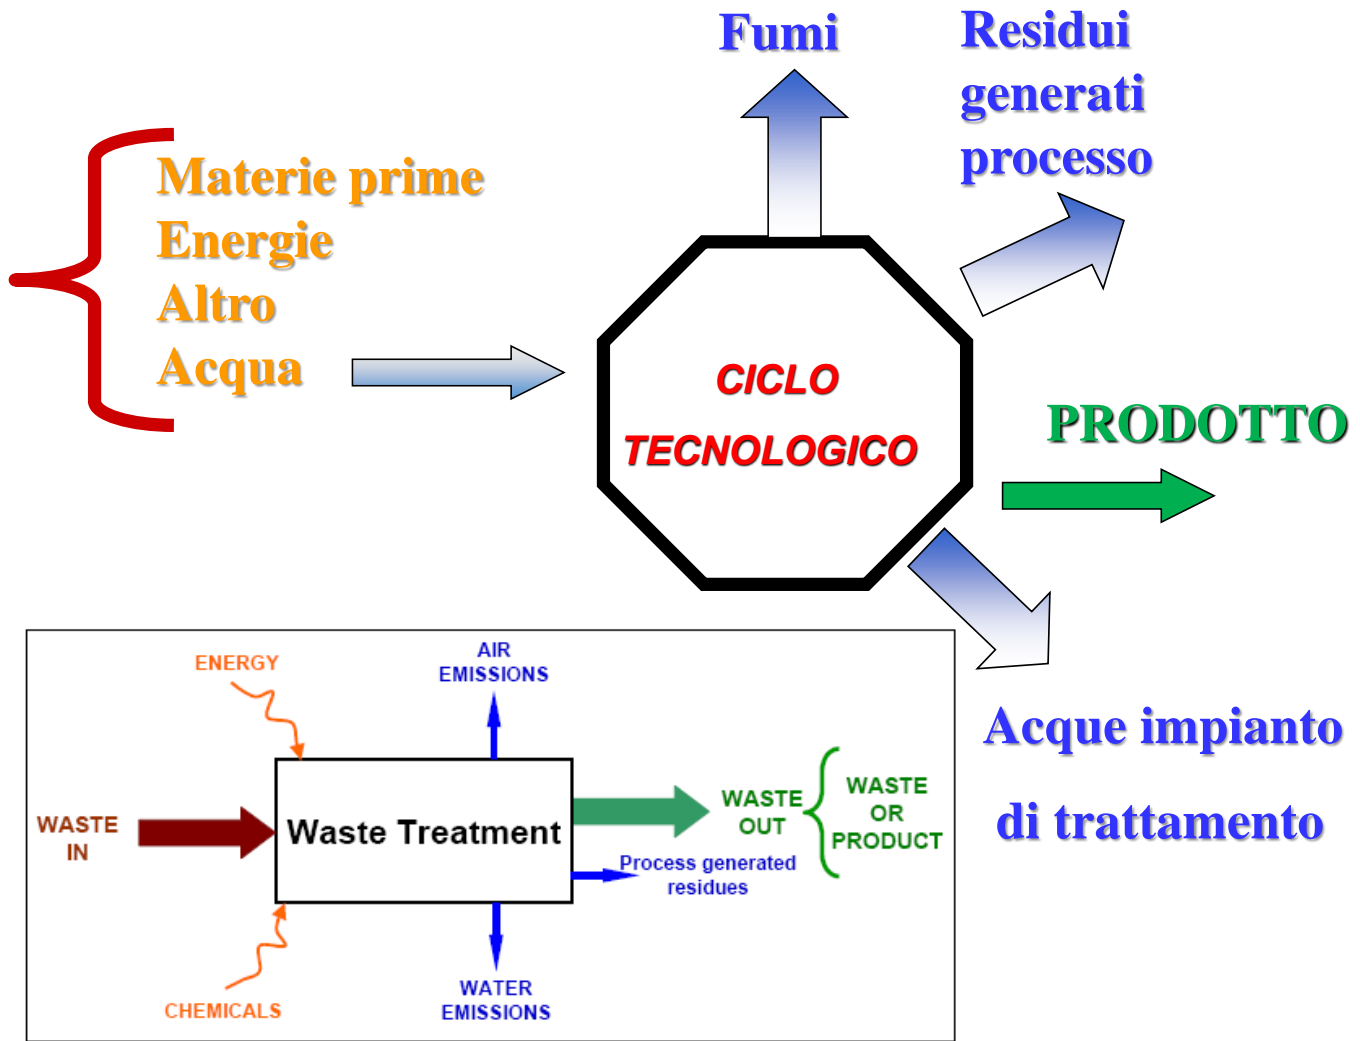 Fumi
Residui
generati
processo
Materie prime
Energie
Altro
Acqua
CICLO
TECNOLOGICO
PRODOTTO
Acque impianto
di trattamento
ENERGY
AIR
EMISSIONS
WASTE
IN
Waste Treatment
WASTE
OUT
WASTE
OR
PRODUCT
Process generated
residues
CHEMICALS
WATER
EMISSIONS